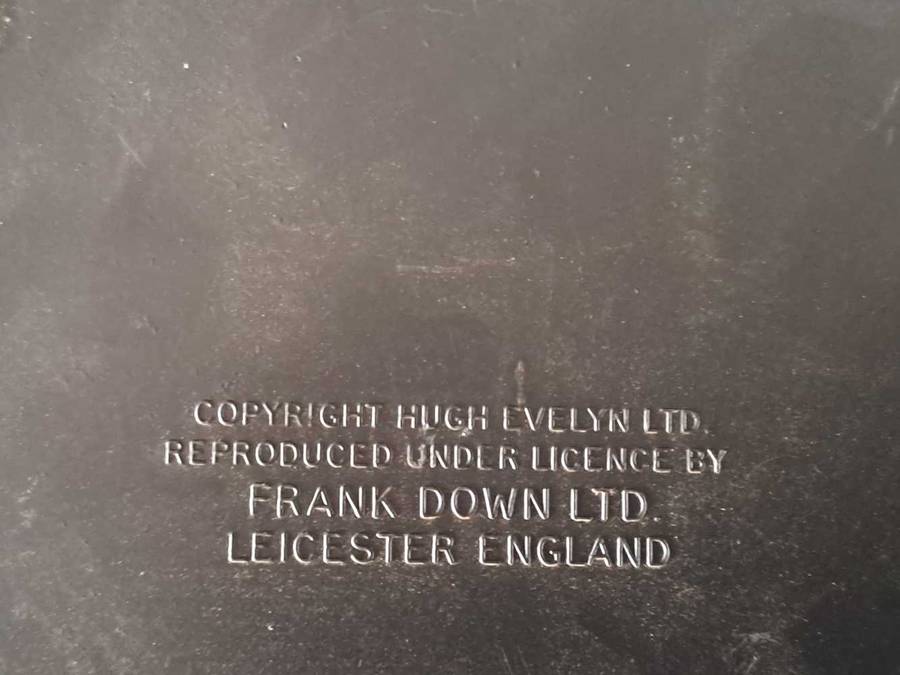 COPYRIGHT HUGH EVELYN LTD.
REPRODUCED UNDER LICENCE BY
FRANK DOWN LTD.
LEICESTER ENGLAND